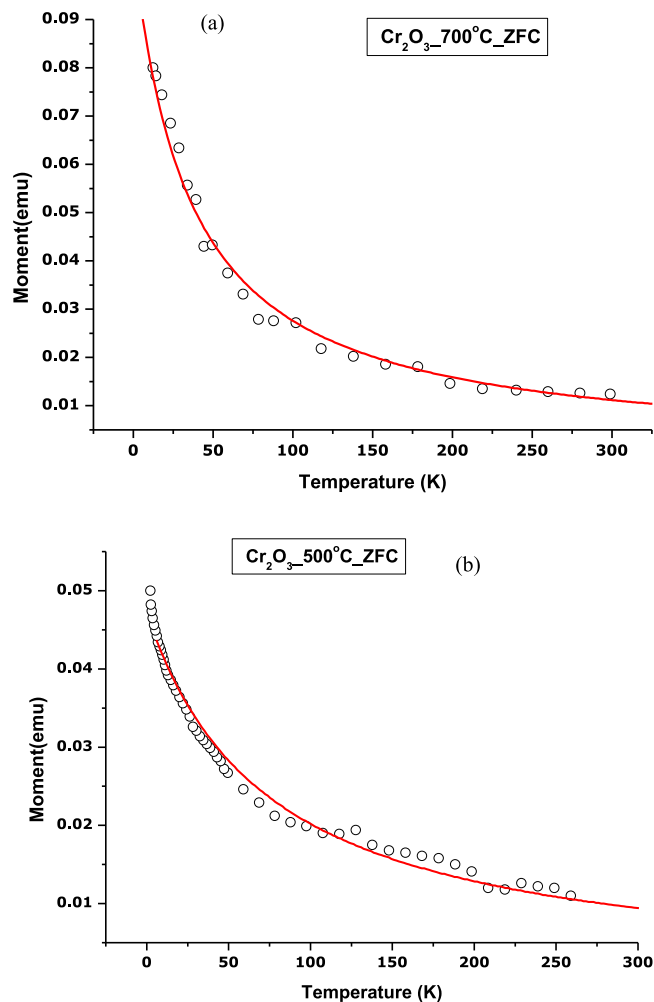 (a)
Cr₂O₃_700°C_ZFC
0.09
0.08
0.07
0.06
0.05
0.04
0.03
0.02
0.01
Moment(emu)
0 50 100 150 200 250 300
Temperature (K)
Cr₂O₃_500°C_ZFC
(b)
0.05
0.04
0.03
0.02
0.01
Moment(emu)
0 50 100 150 200 250 300
Temperature (K)